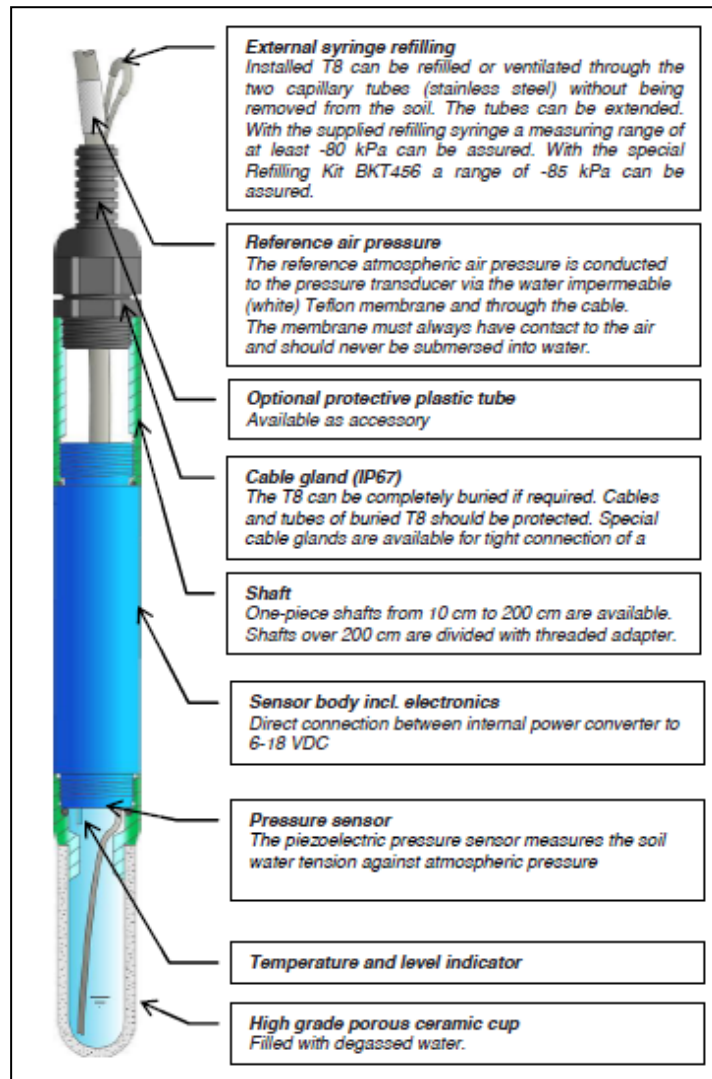 External syringe refilling
Installed T8 can be refilled or ventilated through the
two capillary tubes (stainless steel) without being
removed from the soil. The tubes can be extended.
With the supplied refilling syringe a measuring range of
at least -80 kPa can be assured. With the special
Refilling Kit BKT456 a range of -85 kPa can be
assured.
Reference air pressure
The reference atmospheric air pressure is conducted
to the pressure transducer via the water impermeable
(white) Teflon membrane and through the cable.
The membrane must always have contact to the air
and should never be submersed into water.
Optional protective plastic tube
Available as accessory
Cable gland (IP67)
The T8 can be completely buried if required. Cables
and tubes of buried T8 should be protected. Special
cable glands are available for tight connection of a
Shaft
One-piece shafts from 10 cm to 200 cm are available.
Shafts over 200 cm are divided with threaded adapter.
Sensor body incl. electronics
Direct connection between internal power converter to
6-18 VDC
Pressure sensor
The piezoelectric pressure sensor measures the soil
water tension against atmospheric pressure
Temperature and level indicator
High grade porous ceramic cup
Filled with degassed water.